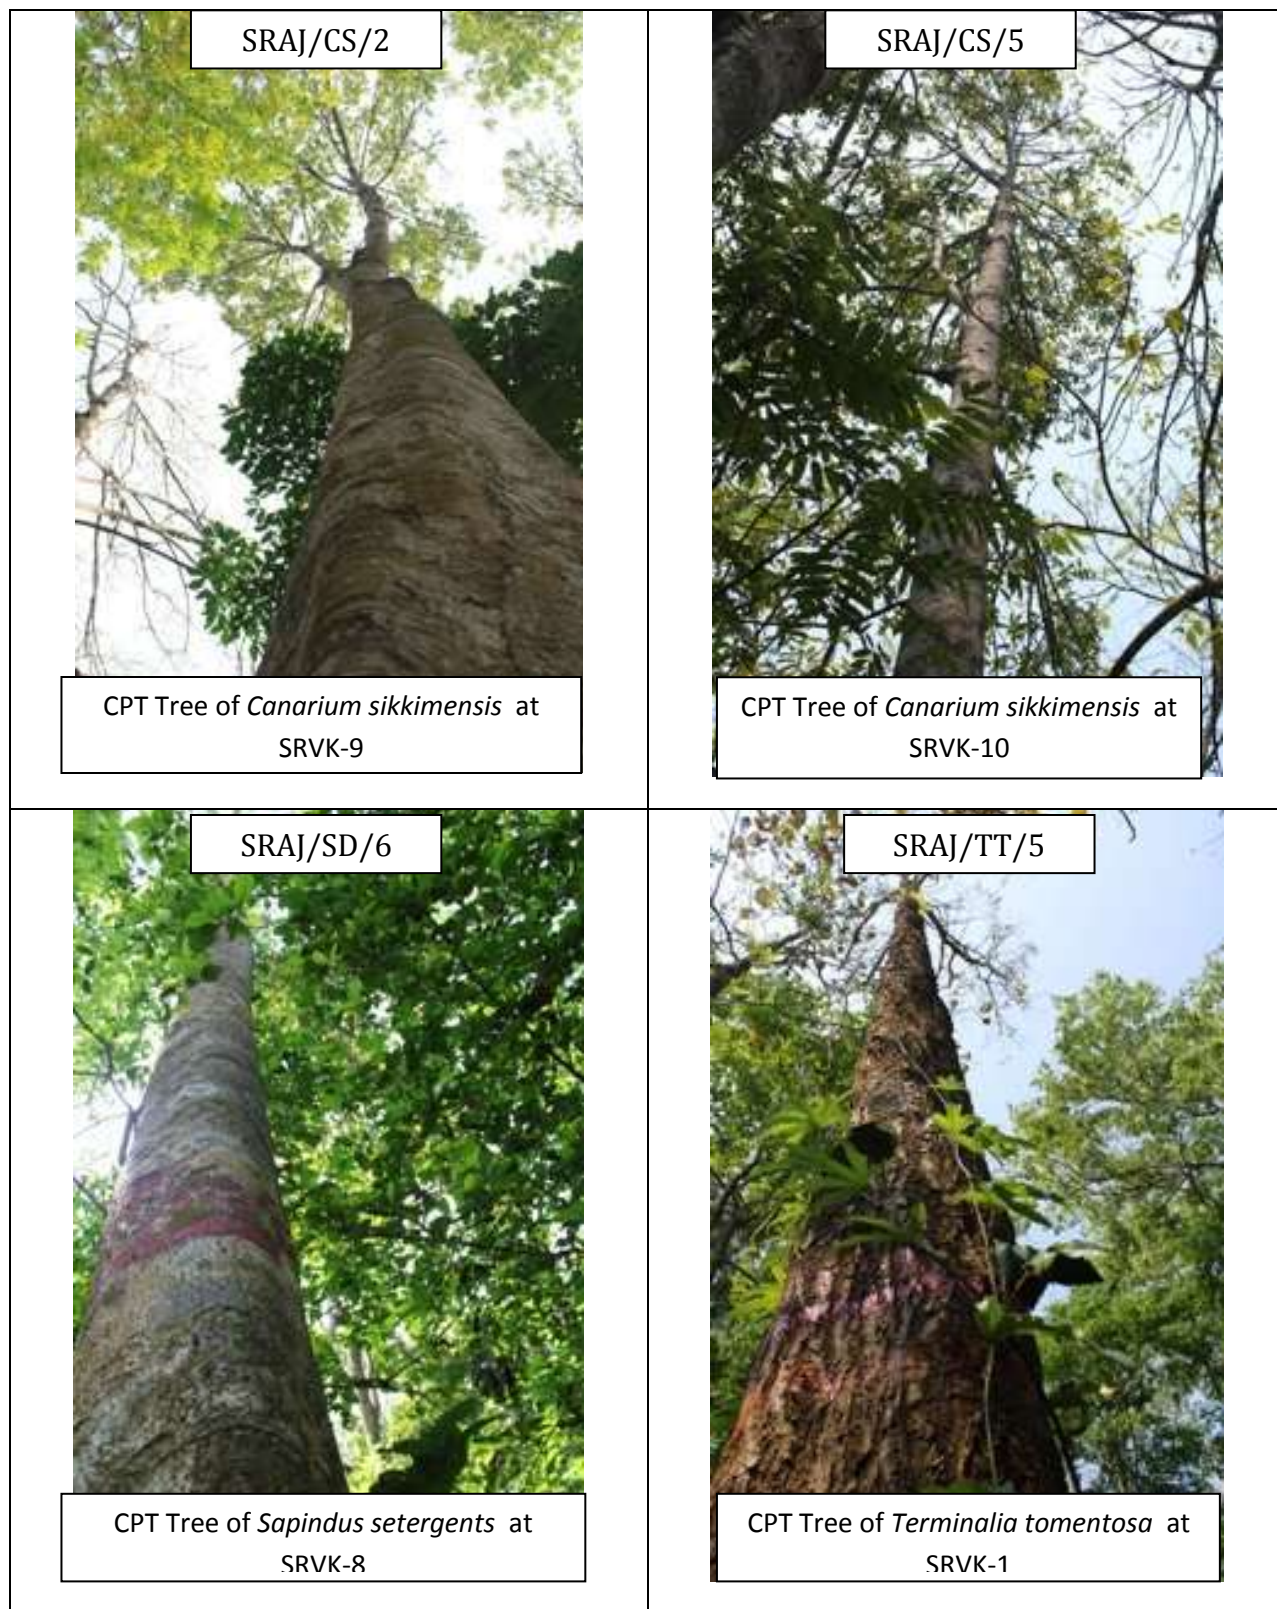 SRAJ/CS/2
CPT Tree of Canarium sikkimensis at
SRVK-9
SRAJ/CS/5
CPT Tree of Canarium sikkimensis at
SRVK-10
SRAJ/SD/6
CPT Tree of Sapindus setergents at
SRVK-8
SRAJ/TT/5
CPT Tree of Terminalia tomentosa at
SRVK-1